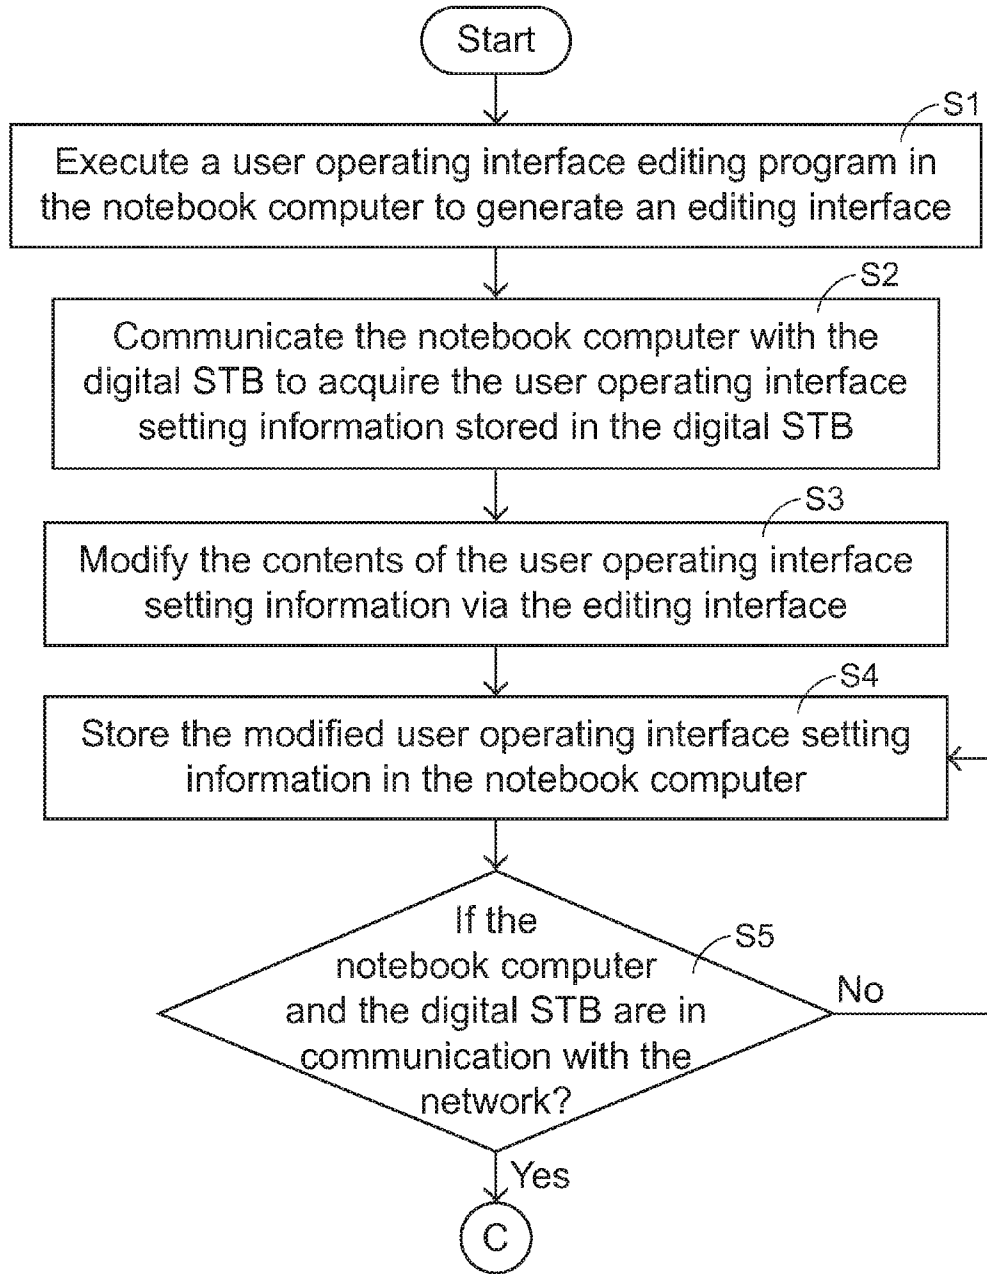 Start
S1
Execute a user operating interface editing program in
the notebook computer to generate an editing interface
S2
Communicate the notebook computer with the
digital STB to acquire the user operating interface
setting information stored in the digital STB
S3
Modify the contents of the user operating interface
setting information via the editing interface
S4
Store the modified user operating interface setting
information in the notebook computer
S5
If the
notebook computer
and the digital STB are in
communication with the
network?
No
Yes
C